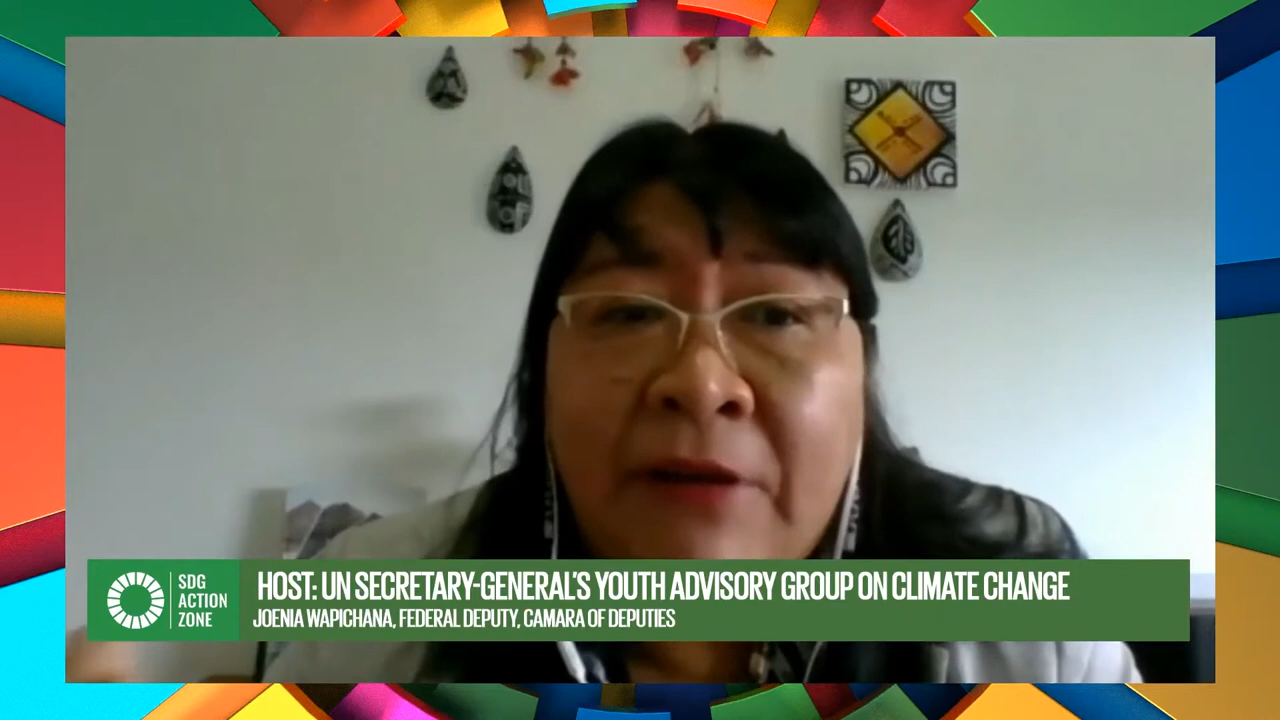 SDG
ACTION
ZONE
HOST: UN SECRETARY-GENERAL'S YOUTH ADVISORY GROUP ON CLIMATE CHANGE
JOENIA WAPICHANA, FEDERAL DEPUTY, CAMARA OF DEPUTIES